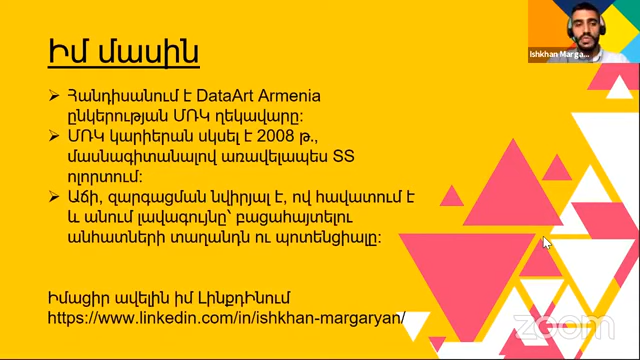 Իմ մասին
➢ Հանդիսանում է DataArt Armenia
ընկերության ՄՌԿ ղեկավարը:
➢ ՄՌԿ կարիերան սկսել է 2008 թ.,
մասնագիտանալով առավելապես ՏՏ
ոլորտում:
➢ Աճի, զարգացման նվիրյալ է, ով հավատում է
և անում լավագույնը՝ բացահայտելու
անհատների տաղանդն ու պոտենցիալը:
Իմացիր ավելին իմ ԼինքդԻնում
https://www.linkedin.com/in/ishkhan-margaryan/
Ishkhan Marga...
zoom